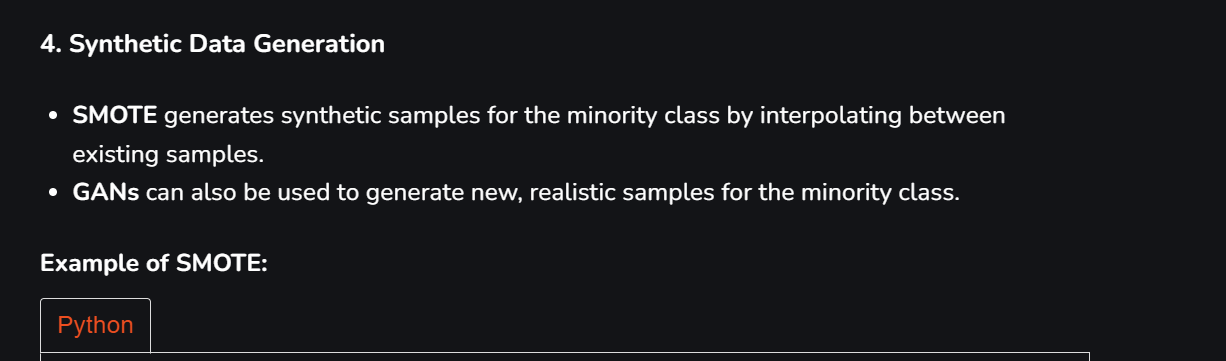 4. Synthetic Data Generation
• SMOTE generates synthetic samples for the minority class by interpolating between
existing samples.
• GANs can also be used to generate new, realistic samples for the minority class.
Example of SMOTE:
Python